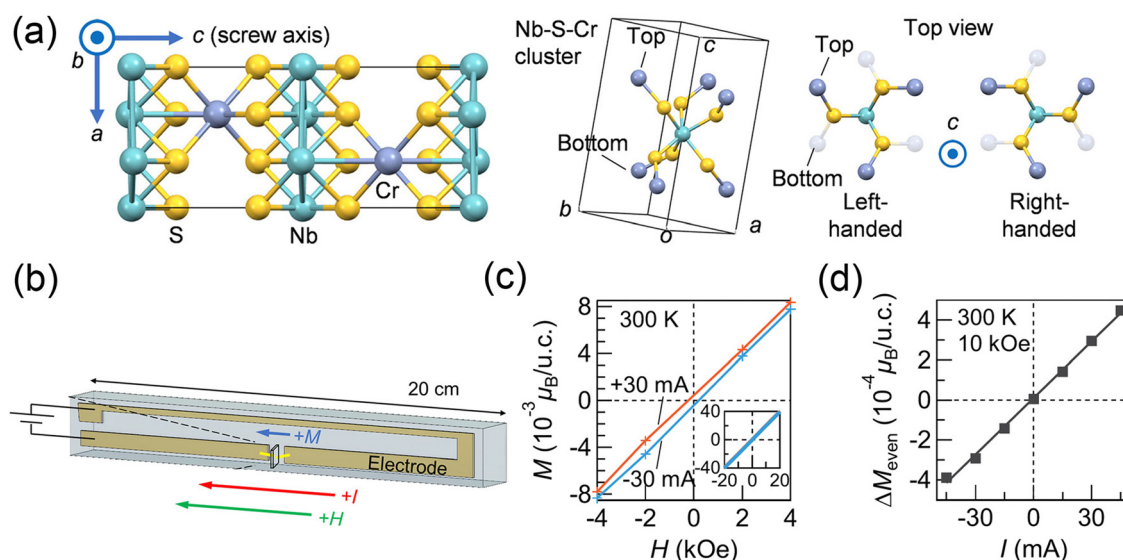 (a)
b
c (screw axis)
a
S
Nb
Cr
Nb-S-Cr
cluster
Top
c
Bottom
b
o
a
Top view
Top
Bottom
c
Left-
handed
Right-
handed
(b)
20 cm
+M
Electrode
+I
+H
(c)
M (10⁻³ μB/u.c.)
8
4
0
-4
-8
300 K
+30 mA
-30 mA
40
0
-40
-20
0
20
-4
-2
0
2
4
H (kOe)
(d)
ΔMeven (10⁻⁴ μB/u.c.)
4
2
0
-2
-4
300 K
10 kOe
-30
0
30
I (mA)